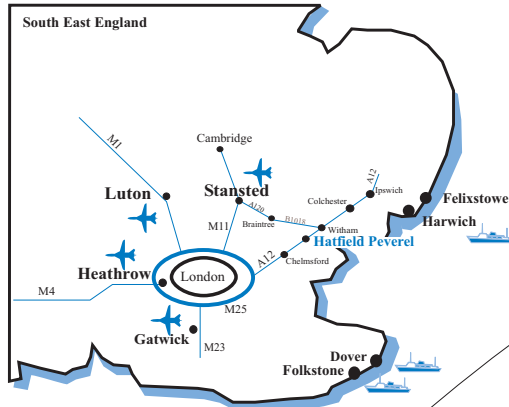 South East England
M1
Cambridge
Luton
Stansted
A120
Braintree
B1018
A12
Ipswich
Colchester
Felixstowe
Harwich
M11
Witham
Hatfield Peverel
A12
Chelmsford
Heathrow
London
M4
M25
Gatwick
M23
Dover
Folkstone